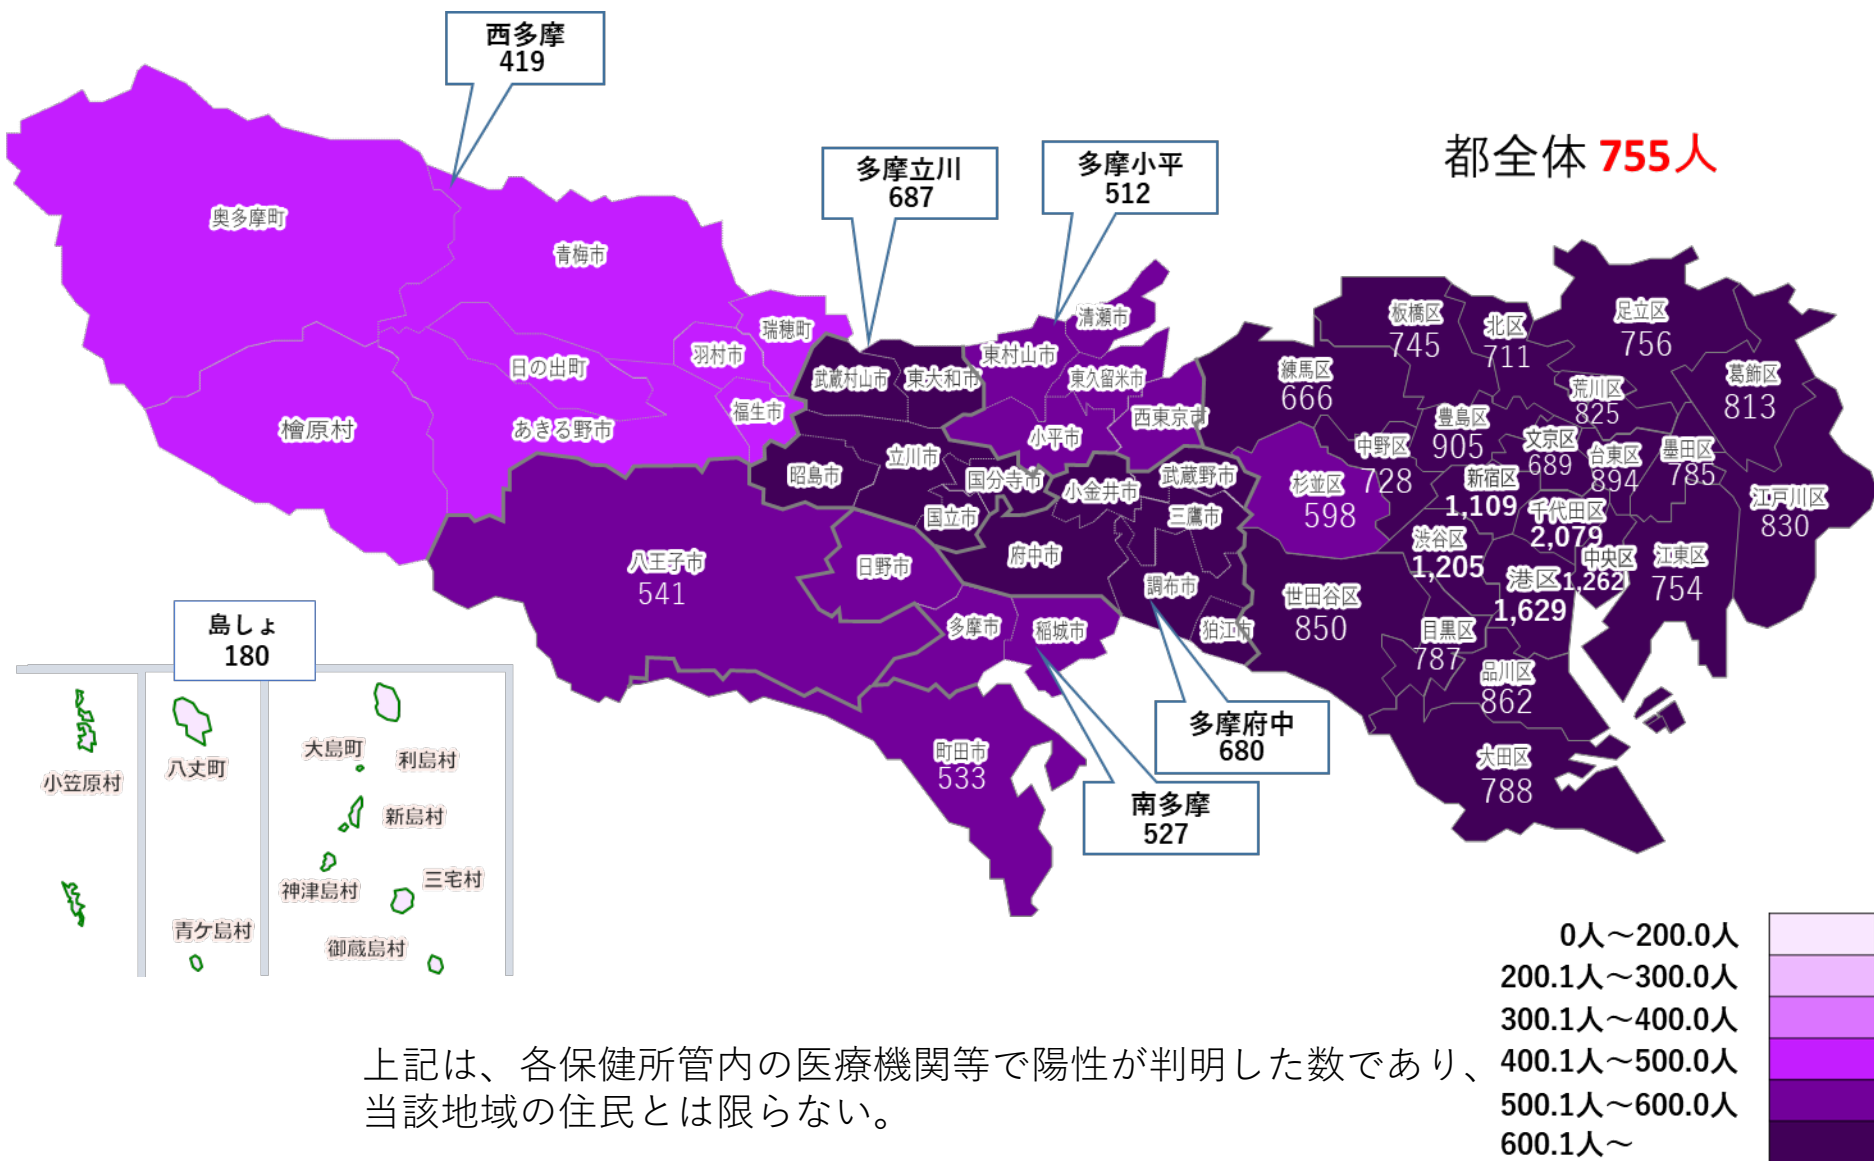 西多摩
419
多摩立川
687
多摩小平
512
都全体 755人
奥多摩町
青梅市
瑞穂町
羽村市
日の出町
福生市
あきる野市
檜原村
武蔵村山市
東大和市
東村山市
清瀬市
東久留米市
西東京市
小平市
立川市
昭島市
国分寺市
国立市
小金井市
武蔵野市
三鷹市
府中市
調布市
狛江市
八王子市
541
日野市
多摩市
稲城市
町田市
533
板橋区
745
北区
711
足立区
756
葛飾区
813
練馬区
666
豊島区
905
荒川区
825
文京区
689
台東区
894
墨田区
785
中野区
728
杉並区
598
新宿区
1,109
千代田区
2,079
江戸川区
830
渋谷区
1,205
中央区
1,262
江東区
754
港区
1,629
世田谷区
850
目黒区
787
品川区
862
大田区
788
多摩府中
680
南多摩
527
島しょ
180
小笠原村
八丈町
青ケ島村
大島町
利島村
新島村
神津島村
三宅村
御蔵島村
0人～200.0人
200.1人～300.0人
300.1人～400.0人
400.1人～500.0人
500.1人～600.0人
600.1人～
上記は、各保健所管内の医療機関等で陽性が判明した数であり、
当該地域の住民とは限らない。